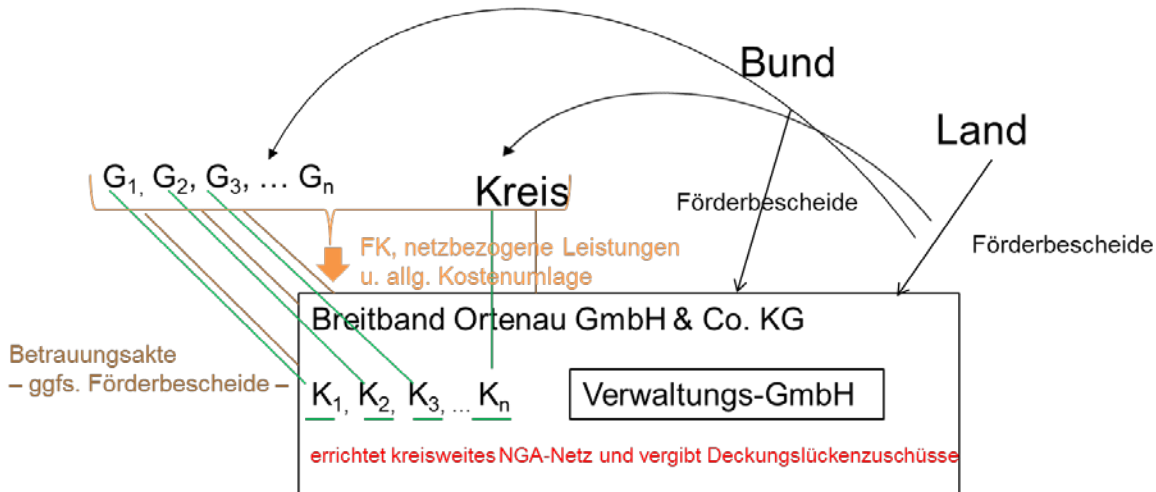 Bund
Land
G1, G2, G3, ... Gn
Kreis
Förderbescheide
Förderbescheide
FK, netzbezogene Leistungen
u. allg. Kostenumlage
Breitband Ortenau GmbH & Co. KG
Betrauungsakte
– ggfs. Förderbescheide –
K1, K2, K3, ... Kn
Verwaltungs-GmbH
errichtet kreisweites NGA-Netz und vergibt Deckungslückenzuschüsse